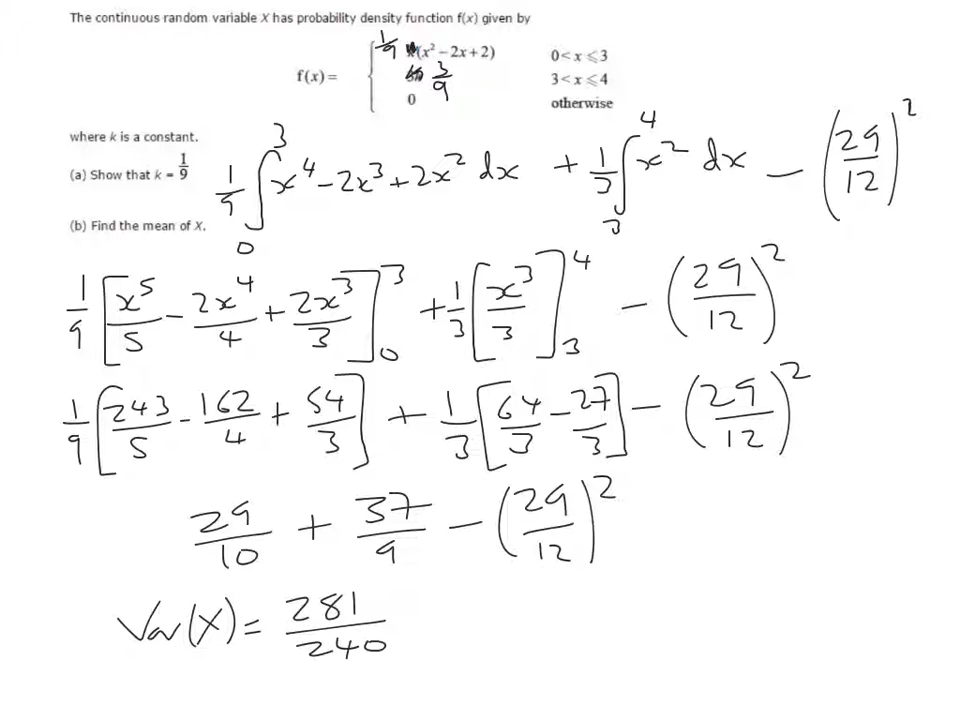 The continuous random variable X has probability density function f(x) given by
f(x) = { 1/9 (x² − 2x + 2) 0 < x ⩽ 3
3/9 3 < x ⩽ 4
0 otherwise
where k is a constant.
(a) Show that k = 1/9
1/9 ∫₀³ x⁴ − 2x³ + 2x² dx + 1/3 ∫₃⁴ x² dx − (29/12)²
(b) Find the mean of X.
1/9 [x⁵/5 − 2x⁴/4 + 2x³/3]₀³ + 1/3 [x³/3]₃⁴ − (29/12)²
1/9 [243/5 − 162/4 + 54/3] + 1/3 [64/3 − 27/3] − (29/12)²
29/10 + 37/9 − (29/12)²
Var(X) = 281/240